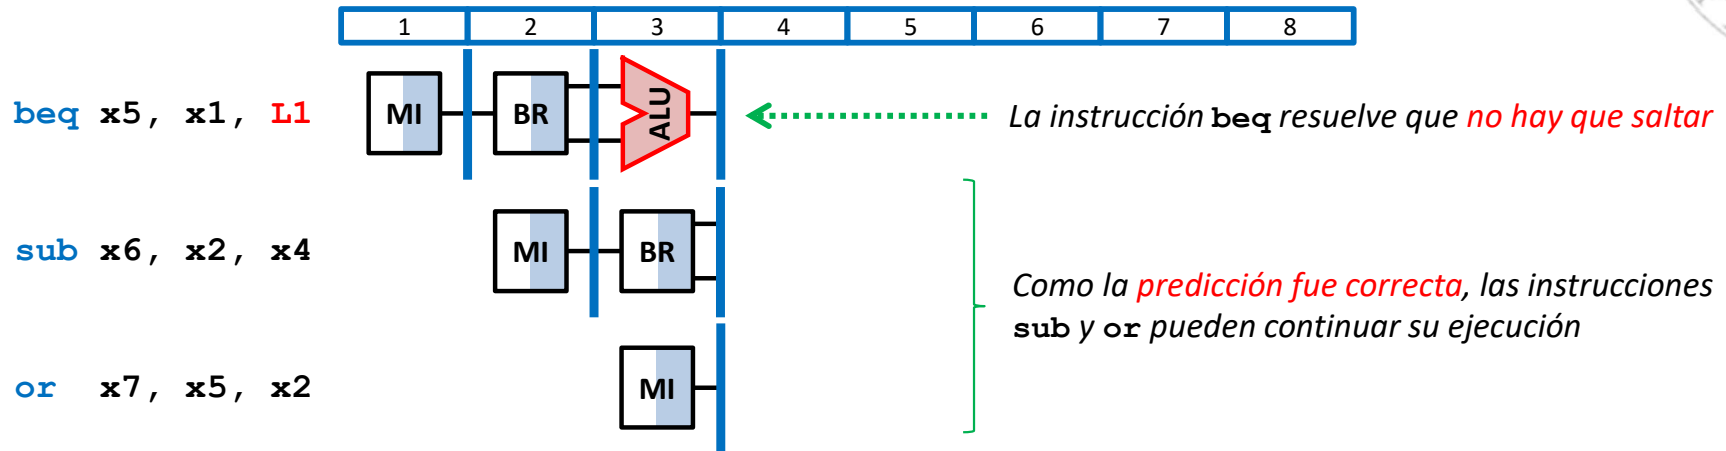 1 2 3 4 5 6 7 8
beq x5, x1, L1 MI BR ALU La instrucción beq resuelve que no hay que saltar
sub x6, x2, x4 MI BR
Como la predicción fue correcta, las instrucciones
sub y or pueden continuar su ejecución
or x7, x5, x2 MI